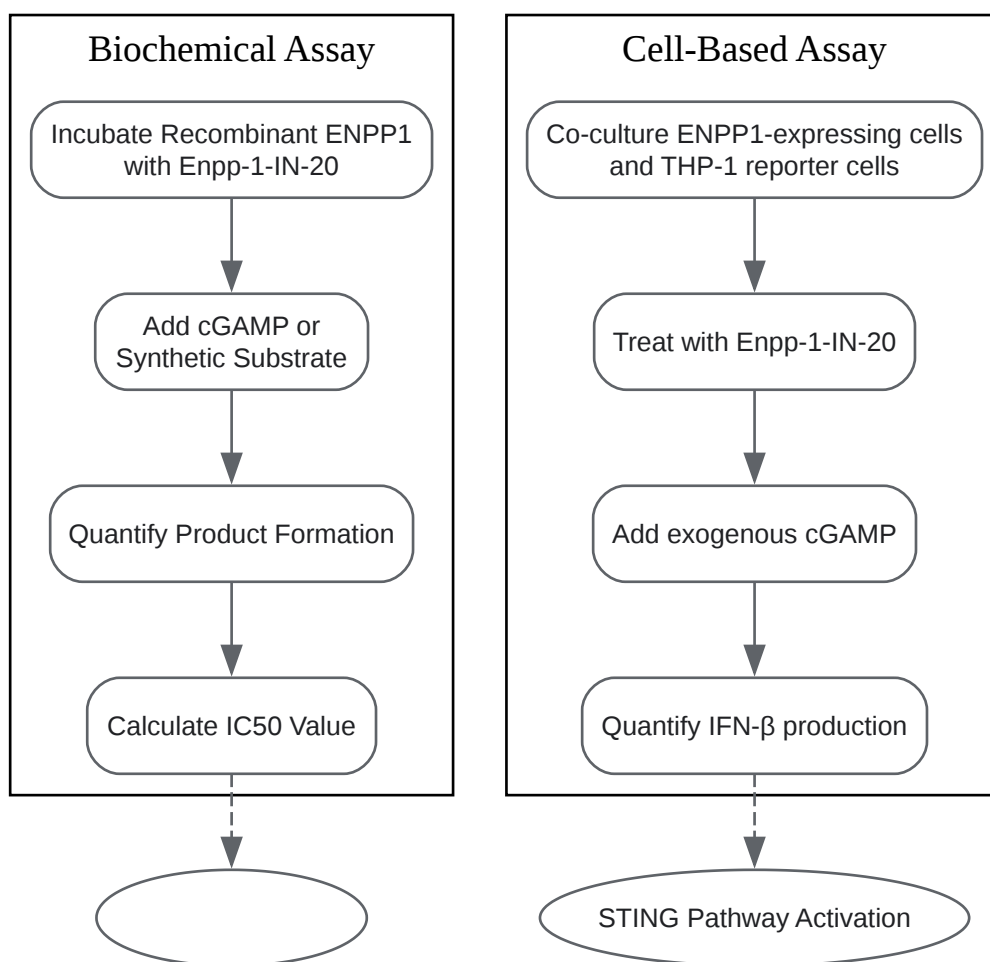 Biochemical Assay
Incubate Recombinant ENPP1
with Enpp-1-IN-20
Add cGAMP or
Synthetic Substrate
Quantify Product Formation
Calculate IC50 Value
Cell-Based Assay
Co-culture ENPP1-expressing cells
and THP-1 reporter cells
Treat with Enpp-1-IN-20
Add exogenous cGAMP
Quantify IFN-β production
STING Pathway Activation